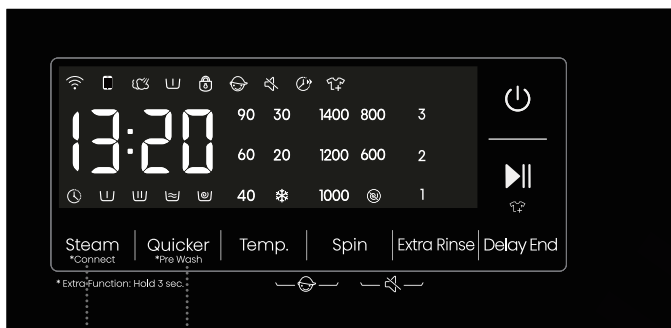 13:20
90 30 1400 800 3
60 20 1200 600 2
40 1000 1
Steam Quicker Temp. Spin Extra Rinse Delay End
*Connect *Pre Wash
*Extra Function: Hold 3 sec.